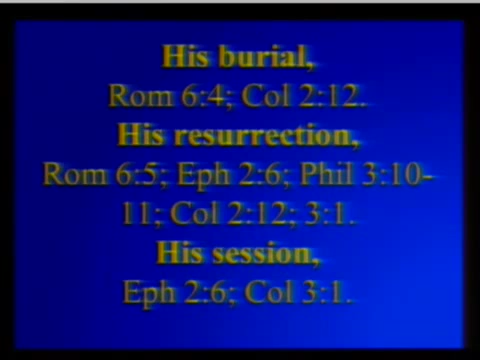 His burial,
Rom 6:4; Col 2:12.
His resurrection,
Rom 6:5; Eph 2:6; Phil 3:10-
11; Col 2:12; 3:1.
His session,
Eph 2:6; Col 3:1.